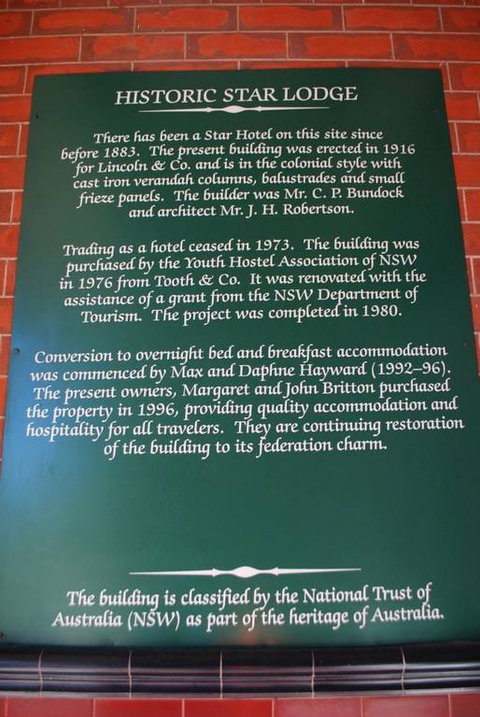 HISTORIC STAR LODGE
There has been a Star Hotel on this site since
before 1883. The present building was erected in 1916
for Lincoln & Co. and is in the colonial style with
cast iron verandah columns, balustrades and small
frieze panels. The builder was Mr. C. P. Bundock
and architect Mr. J. H. Robertson.
Trading as a hotel ceased in 1973. The building was
purchased by the Youth Hostel Association of NSW
in 1976 from Tooth & Co. It was renovated with the
assistance of a grant from the NSW Department of
Tourism. The project was completed in 1980.
Conversion to overnight bed and breakfast accommodation
was commenced by Max and Daphne Hayward (1992–96).
The present owners, Margaret and John Britton purchased
the property in 1996, providing quality accommodation and
hospitality for all travelers. They are continuing restoration
of the building to its federation charm.
The building is classified by the National Trust of
Australia (NSW) as part of the heritage of Australia.